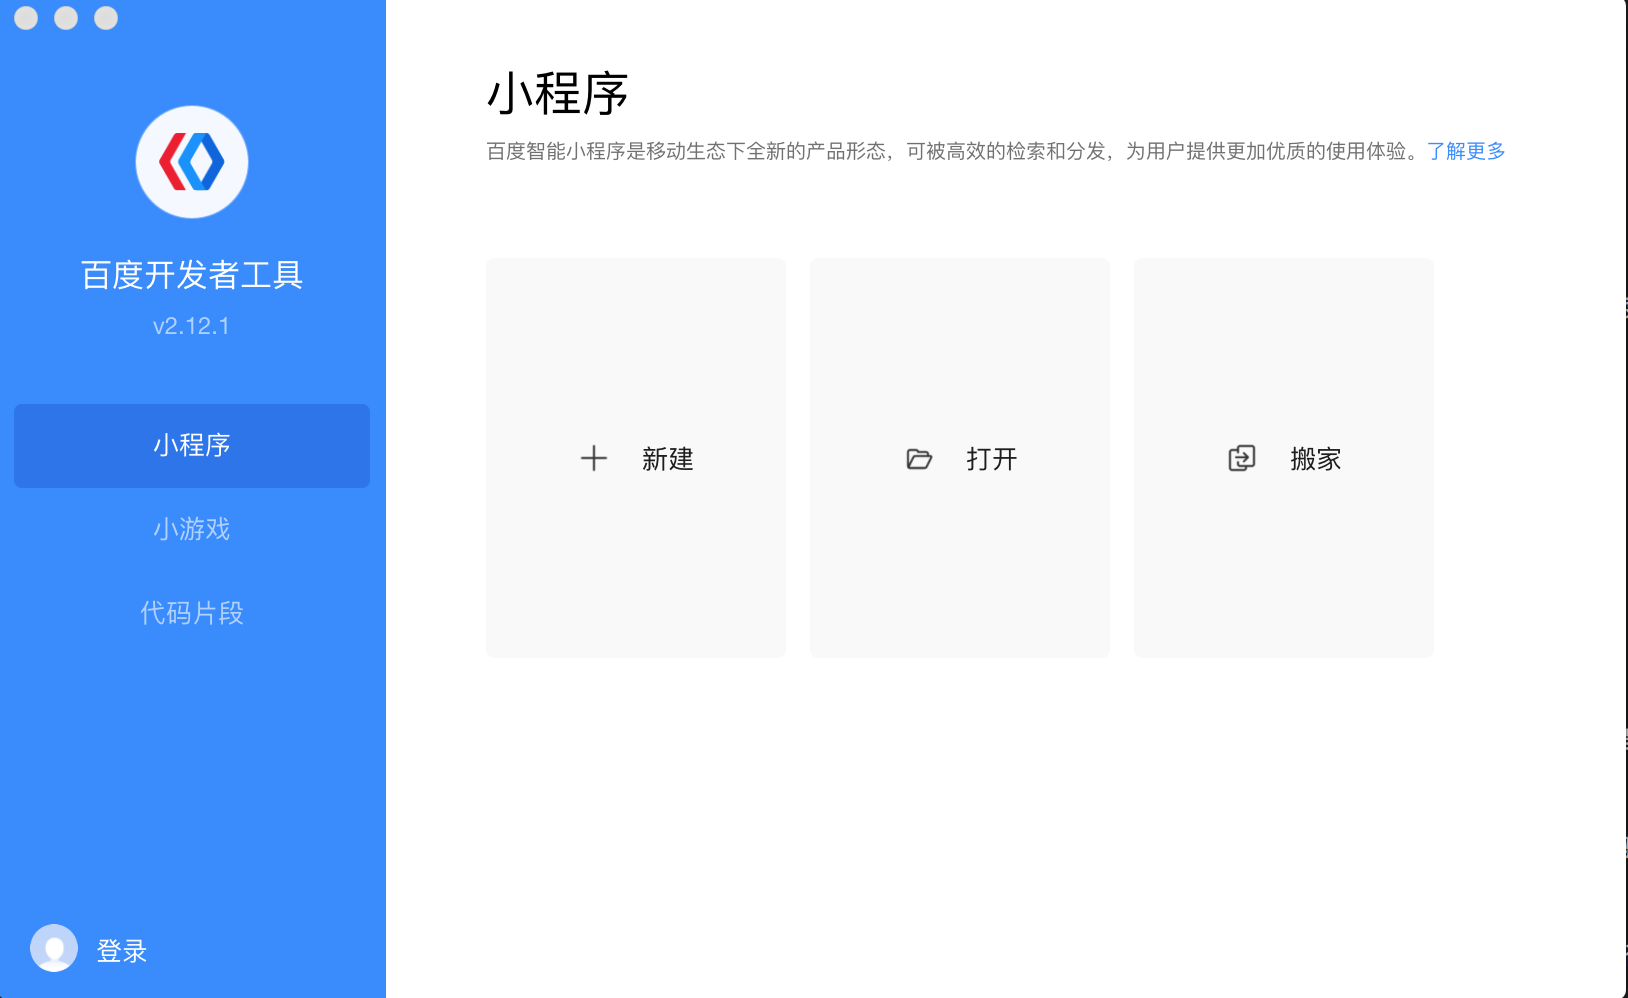 百度开发者工具
v2.12.1
小程序
小游戏
代码片段
登录
小程序
百度智能小程序是移动生态下全新的产品形态，可被高效的检索和分发，为用户提供更加优质的使用体验。了解更多
新建
打开
搬家